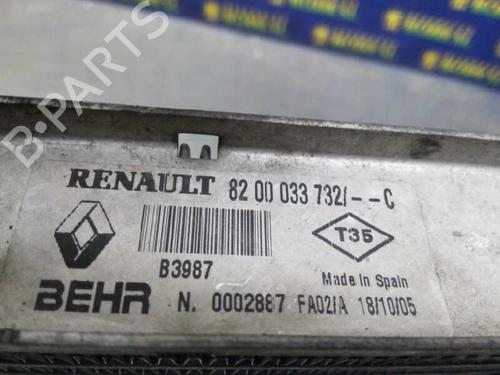 B-PARTS
RENAULT 82 00 033 732/--C
T35
B3987
Made in Spain
BEHR N. 0002887 FA02/A 18/10/05